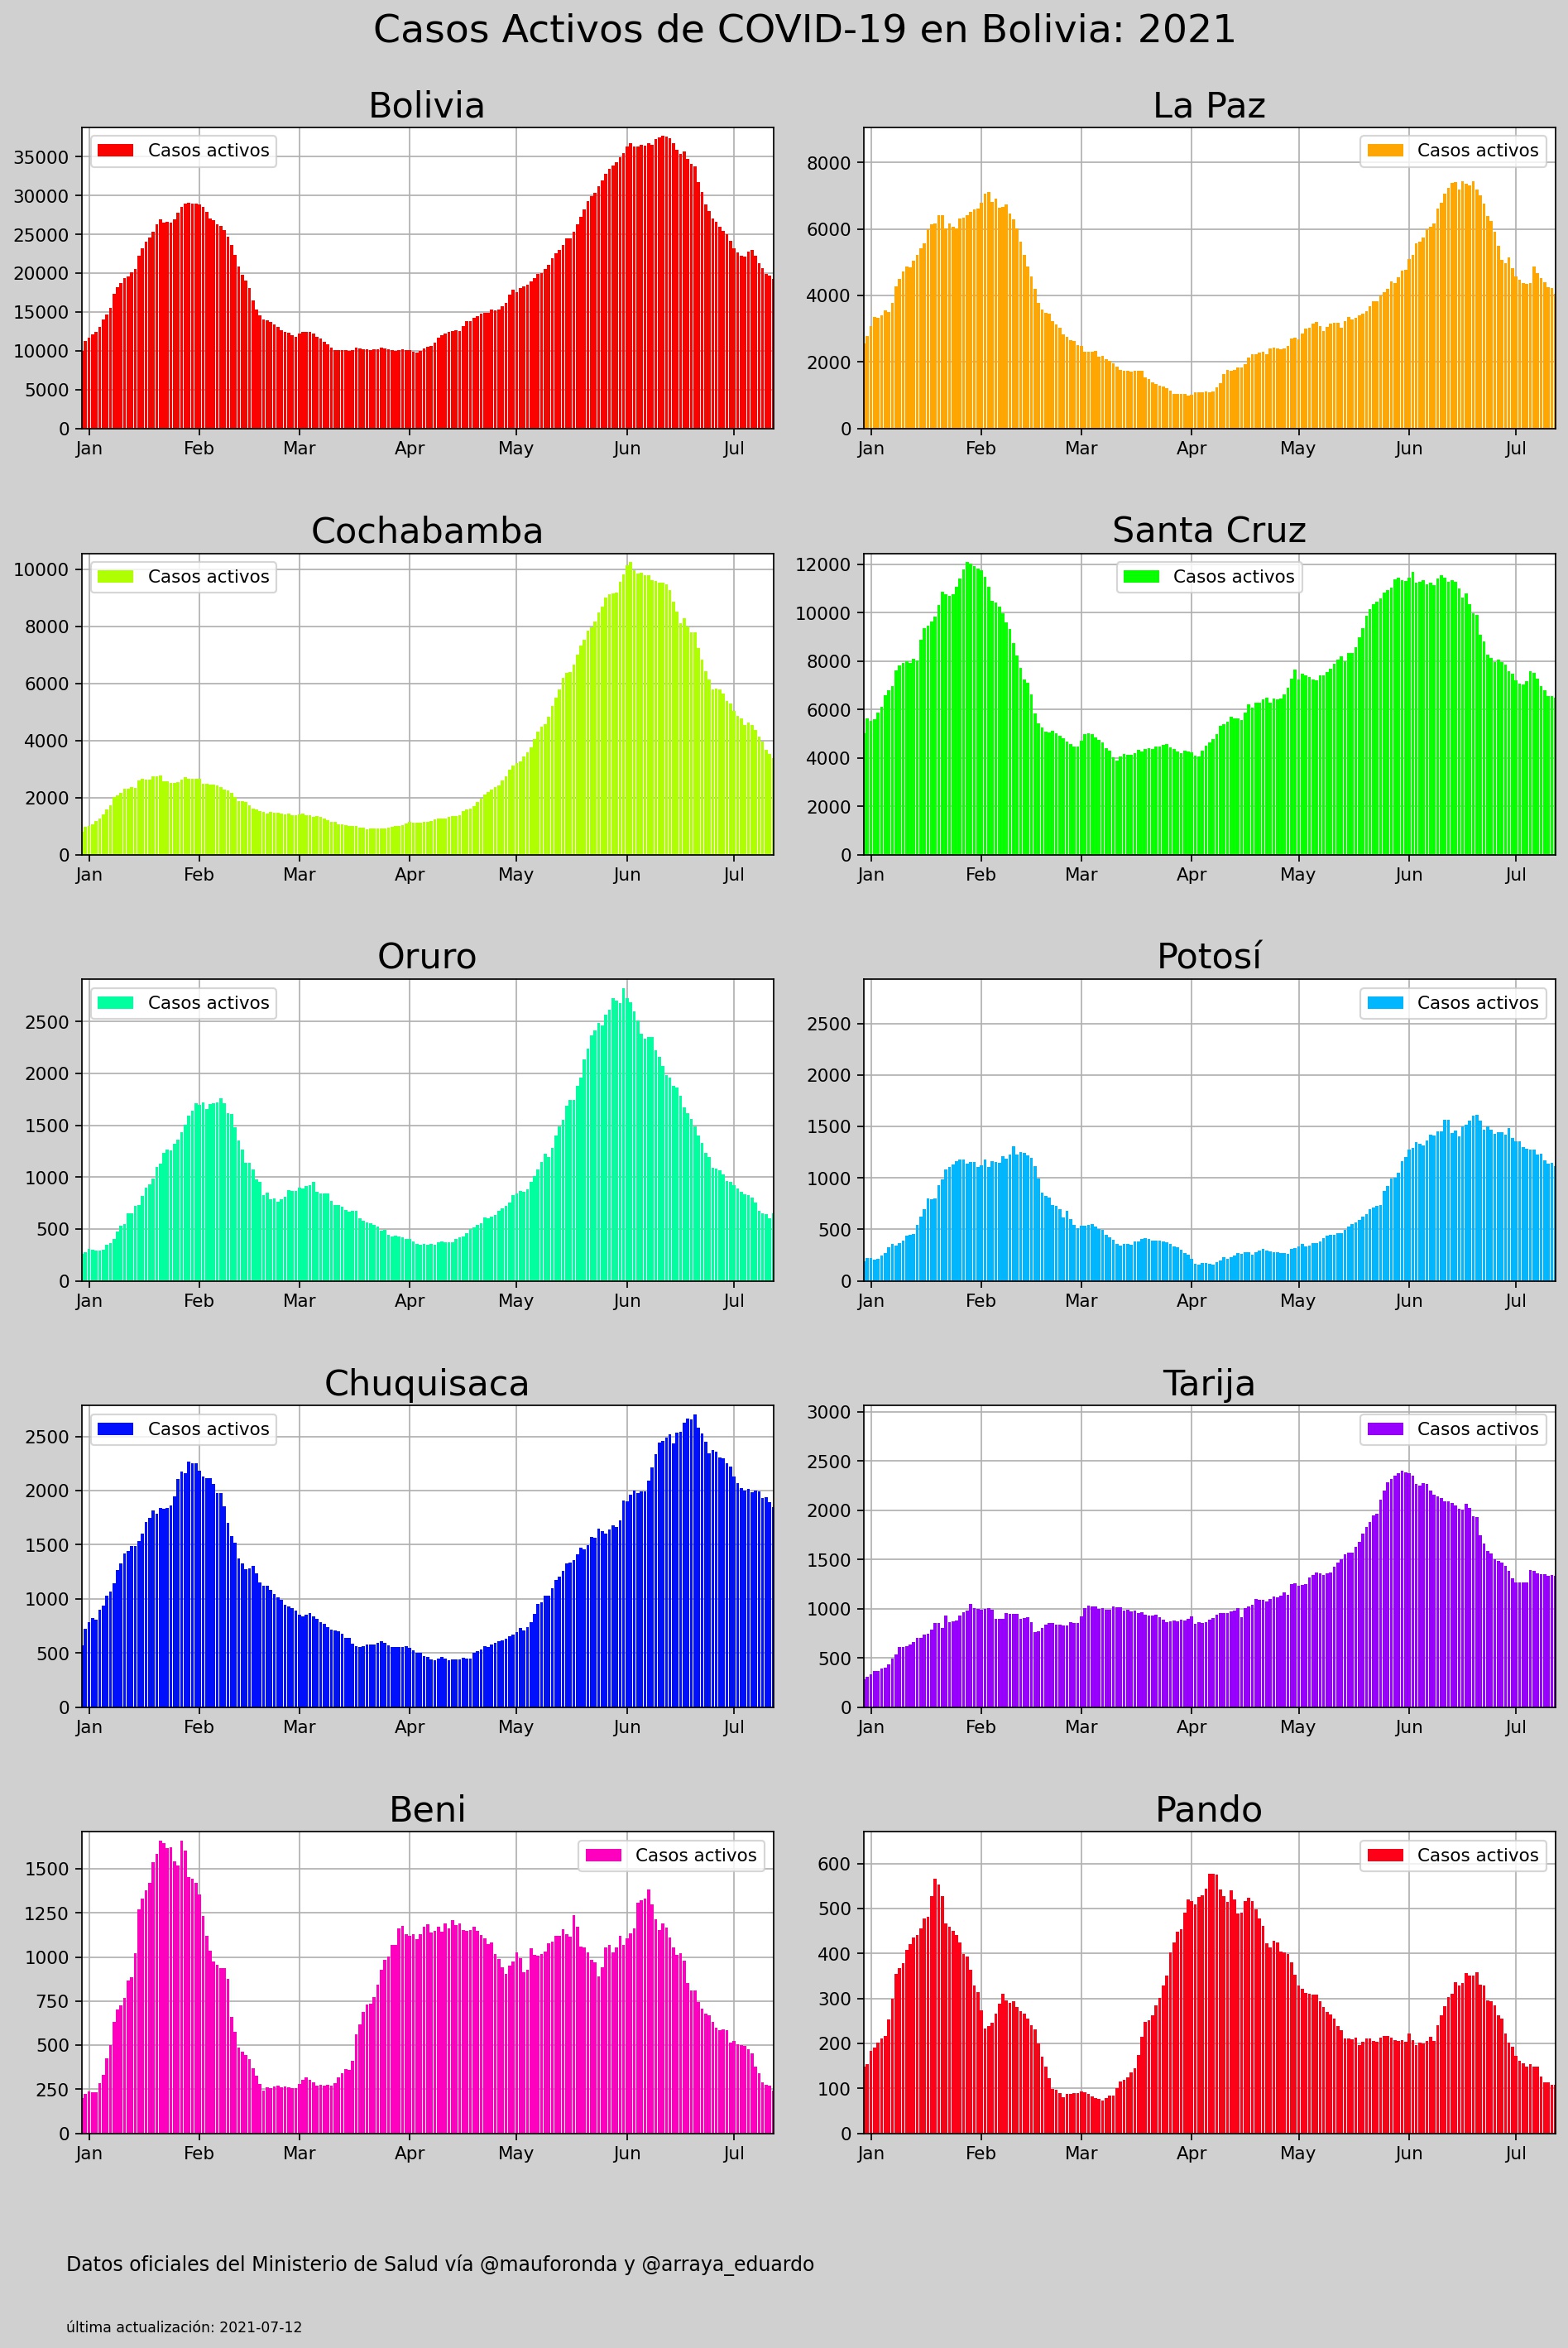 Casos Activos de COVID-19 en Bolivia: 2021
Bolivia
Casos activos
35000
30000
25000
20000
15000
10000
5000
0
Jan Feb Mar Apr May Jun Jul
La Paz
Casos activos
8000
6000
4000
2000
0
Jan Feb Mar Apr May Jun Jul
Cochabamba
Casos activos
10000
8000
6000
4000
2000
0
Jan Feb Mar Apr May Jun Jul
Santa Cruz
Casos activos
12000
10000
8000
6000
4000
2000
0
Jan Feb Mar Apr May Jun Jul
Oruro
Casos activos
2500
2000
1500
1000
500
0
Jan Feb Mar Apr May Jun Jul
Potosí
Casos activos
2500
2000
1500
1000
500
0
Jan Feb Mar Apr May Jun Jul
Chuquisaca
Casos activos
2500
2000
1500
1000
500
0
Jan Feb Mar Apr May Jun Jul
Tarija
Casos activos
3000
2500
2000
1500
1000
500
0
Jan Feb Mar Apr May Jun Jul
Beni
Casos activos
1500
1250
1000
750
500
250
0
Jan Feb Mar Apr May Jun Jul
Pando
Casos activos
600
500
400
300
200
100
0
Jan Feb Mar Apr May Jun Jul
Datos oficiales del Ministerio de Salud vía @mauforonda y @arraya_eduardo
última actualización: 2021-07-12